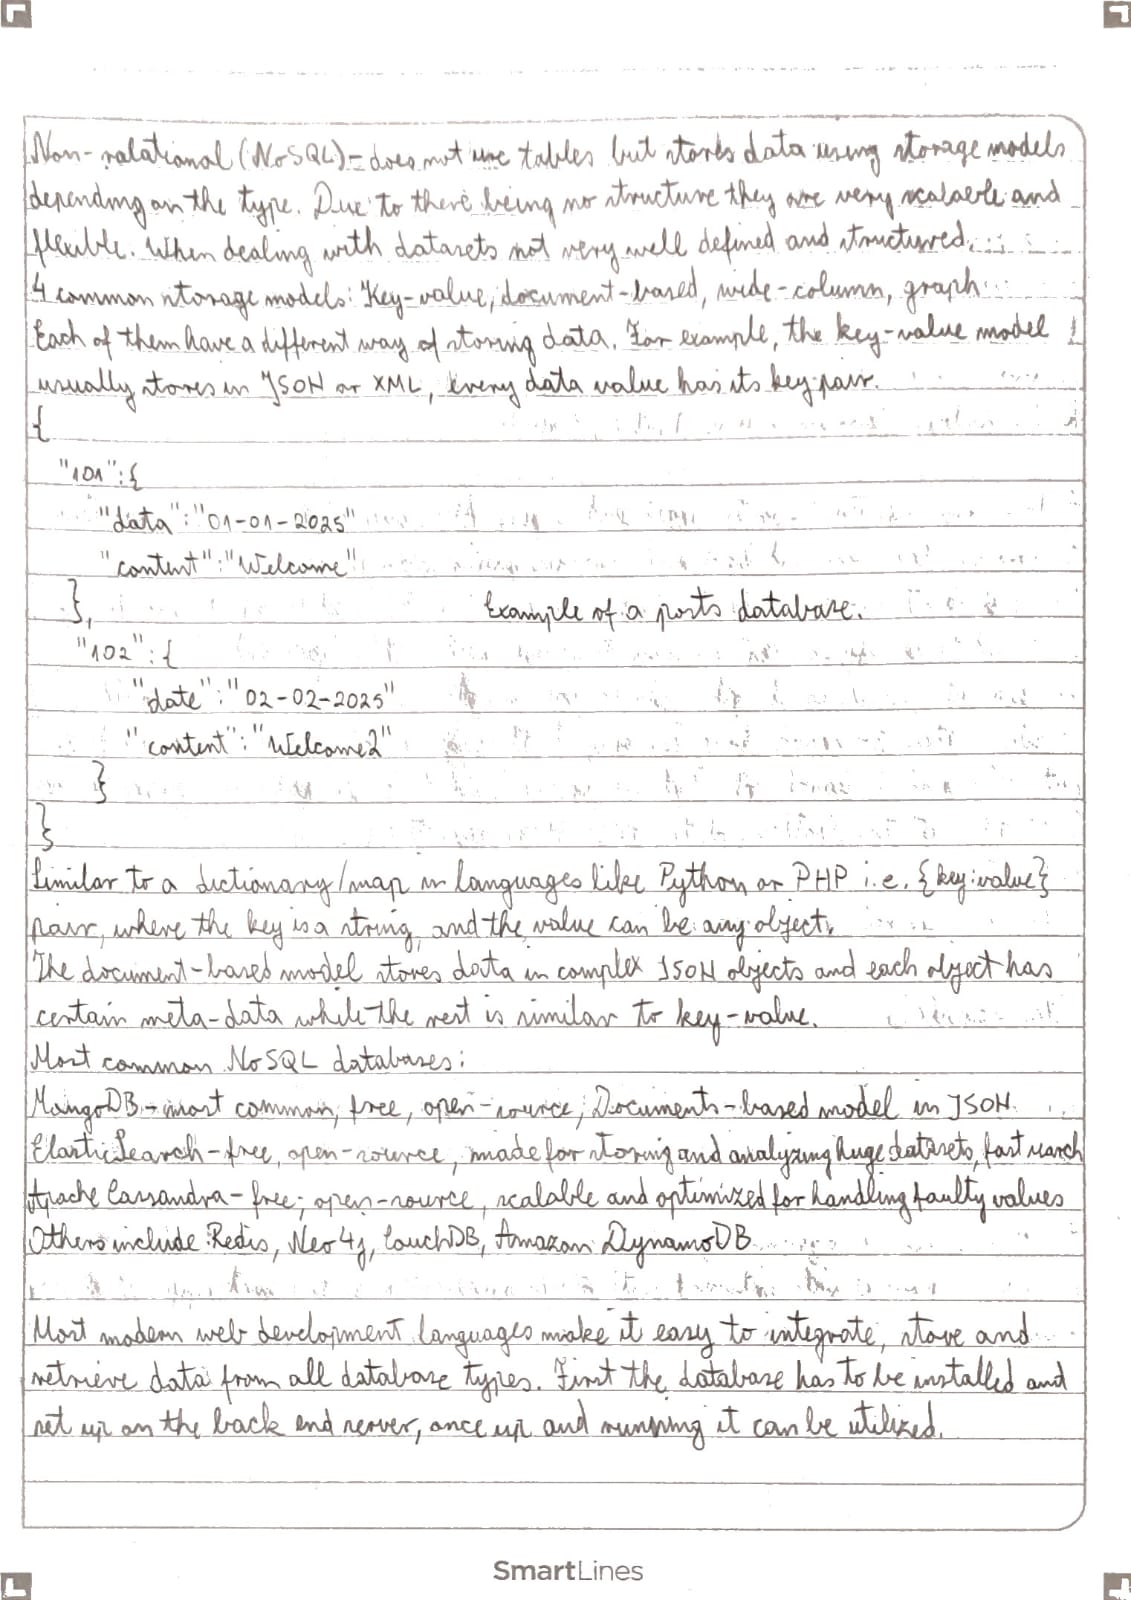 Non-ralational (NoSQL) - does not use tables but stores data using storage models
depending on the type. Due to there being no structure they are very scalable and
flexible. When dealing with datasets not very well defined and structured.
4 common storage models: Key-value, document-based, wide-column, graph
Each of them have a different way of storing data. For example, the key-value model
usually stores in JSON or XML, every data value has its key pair.
{
"101":{
"data":"01-01-2025"
"content":"Welcome"
},
Example of a posts database.
"102":{
"date":"02-02-2025"
"content":"Welcome2"
}
}
Similar to a dictionary/map in languages like Python or PHP i.e. {key:value}
pair, where the key is a string, and the value can be any object.
The document-based model stores data in complex JSON objects and each object has
certain meta-data while the rest is similar to key-value.
Most common NoSQL databases:
MangoDB - most common, free, open-source, Documents-based model in JSON.
ElasticSearch - free, open-source, made for storing and analyzing huge datasets, fast search
Apache Cassandra - free, open-source, scalable and optimized for handling faulty values
Others include Redis, Neo4j, CouchDB, Amazon DynamoDB
Most modern web development languages make it easy to integrate, store and
retrieve data from all database types. First the database has to be installed and
set up on the back end server, once up and running it can be utilized.
SmartLines